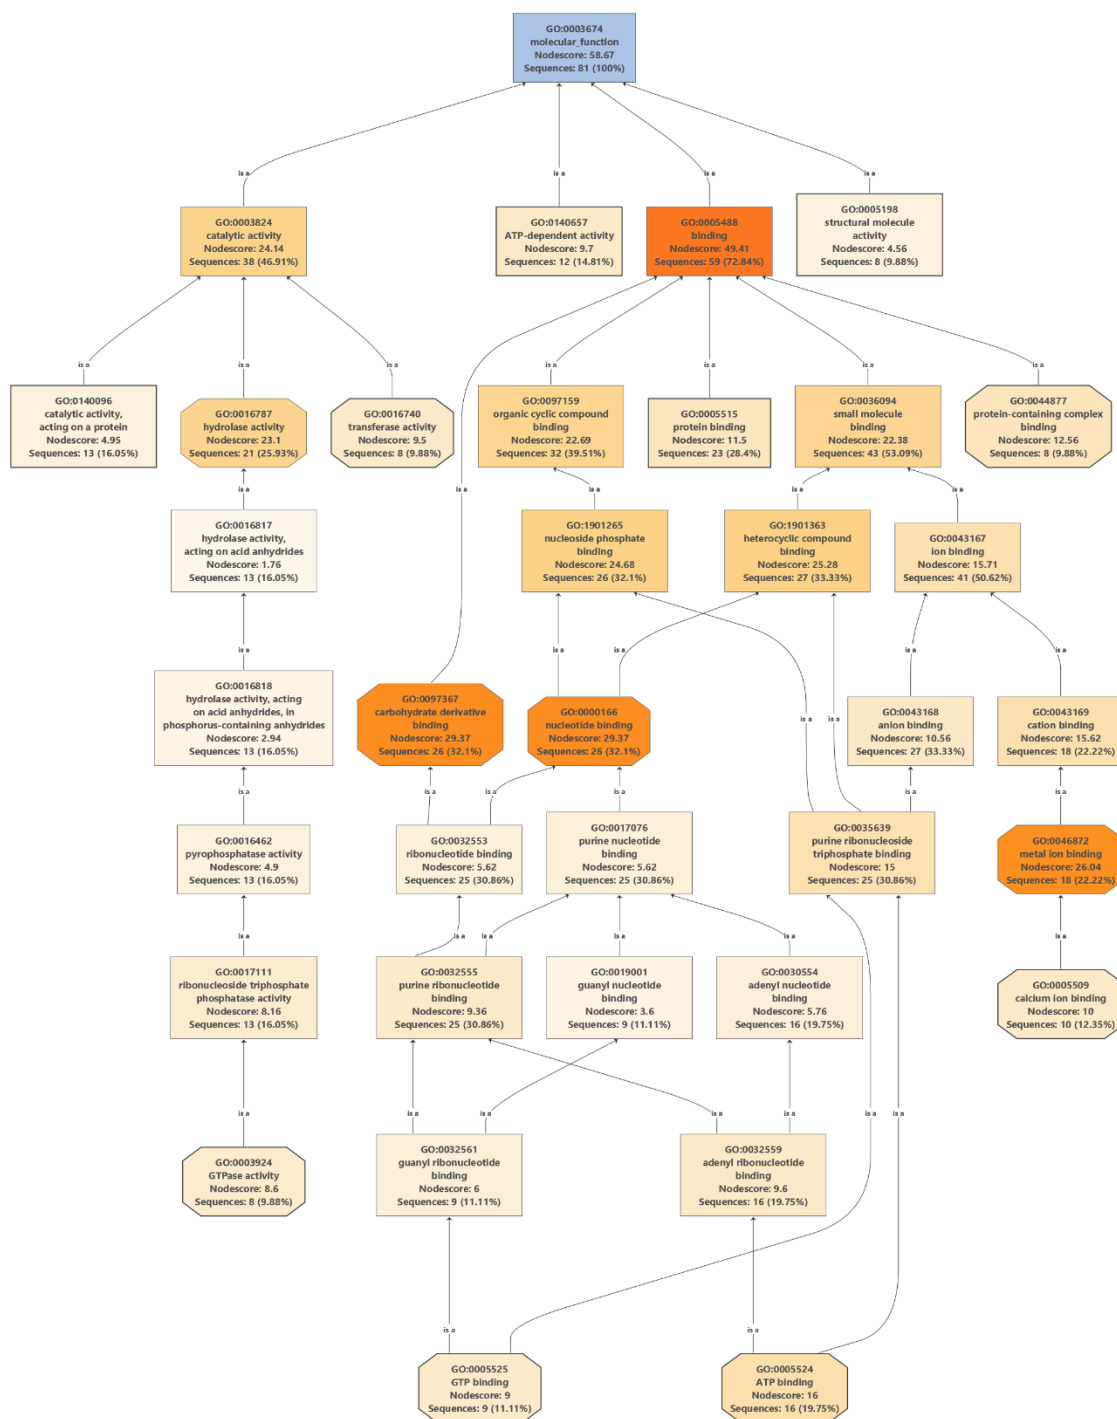 GO:0003674
molecular_function
Nodescore: 58.67
Sequences: 81 (100%)
is a
is a
is a
is a
GO:0003824
catalytic activity
Nodescore: 24.14
Sequences: 38 (46.91%)
GO:0140657
ATP-dependent activity
Nodescore: 9.7
Sequences: 12 (14.81%)
GO:0005488
binding
Nodescore: 49.41
Sequences: 59 (72.84%)
GO:0005198
structural molecule
activity
Nodescore: 4.56
Sequences: 8 (9.88%)
is a
is a
is a
is a
is a
is a
is a
GO:0140096
catalytic activity,
acting on a protein
Nodescore: 4.95
Sequences: 13 (16.05%)
GO:0016787
hydrolase activity
Nodescore: 23.1
Sequences: 21 (25.93%)
GO:0016740
transferase activity
Nodescore: 9.5
Sequences: 8 (9.88%)
GO:0097159
organic cyclic compound
binding
Nodescore: 22.69
Sequences: 32 (39.51%)
GO:0005515
protein binding
Nodescore: 11.5
Sequences: 23 (28.4%)
GO:0036094
small molecule
binding
Nodescore: 22.38
Sequences: 43 (53.09%)
GO:0044877
protein-containing complex
binding
Nodescore: 12.56
Sequences: 8 (9.88%)
is a
is a
is a
is a
is a
GO:0016817
hydrolase activity,
acting on acid anhydrides
Nodescore: 1.76
Sequences: 13 (16.05%)
GO:1901265
nucleoside phosphate
binding
Nodescore: 24.68
Sequences: 26 (32.1%)
GO:1901363
heterocyclic compound
binding
Nodescore: 25.28
Sequences: 27 (33.33%)
GO:0043167
ion binding
Nodescore: 15.71
Sequences: 41 (50.62%)
is a
is a
is a
is a
is a
GO:0016818
hydrolase activity, acting
on acid anhydrides, in
phosphorus-containing anhydrides
Nodescore: 2.94
Sequences: 13 (16.05%)
GO:0097367
carbohydrate derivative
binding
Nodescore: 29.37
Sequences: 26 (32.1%)
GO:0000166
nucleotide binding
Nodescore: 29.37
Sequences: 26 (32.1%)
is a
is a
GO:0043168
anion binding
Nodescore: 10.56
Sequences: 27 (33.33%)
GO:0043169
cation binding
Nodescore: 15.62
Sequences: 18 (22.22%)
is a
is a
is a
is a
is a
is a
GO:0016462
pyrophosphatase activity
Nodescore: 4.9
Sequences: 13 (16.05%)
GO:0032553
ribonucleotide binding
Nodescore: 5.62
Sequences: 25 (30.86%)
GO:0017076
purine nucleotide
binding
Nodescore: 5.62
Sequences: 25 (30.86%)
GO:0035639
purine ribonucleoside
triphosphate binding
Nodescore: 15
Sequences: 25 (30.86%)
GO:0046872
metal ion binding
Nodescore: 26.04
Sequences: 18 (22.22%)
is a
is a
is a
is a
is a
is a
GO:0017111
ribonucleoside triphosphate
phosphatase activity
Nodescore: 8.16
Sequences: 13 (16.05%)
GO:0032555
purine ribonucleotide
binding
Nodescore: 9.36
Sequences: 25 (30.86%)
GO:0019001
guanyl nucleotide
binding
Nodescore: 3.6
Sequences: 9 (11.11%)
GO:0030554
adenyl nucleotide
binding
Nodescore: 5.76
Sequences: 16 (19.75%)
GO:0005509
calcium ion binding
Nodescore: 10
Sequences: 10 (12.35%)
is a
is a
is a
is a
is a
is a
GO:0003924
GTPase activity
Nodescore: 8.6
Sequences: 8 (9.88%)
GO:0032561
guanyl ribonucleotide
binding
Nodescore: 6
Sequences: 9 (11.11%)
GO:0032559
adenyl ribonucleotide
binding
Nodescore: 9.6
Sequences: 16 (19.75%)
is a
is a
is a
GO:0005525
GTP binding
Nodescore: 9
Sequences: 9 (11.11%)
GO:0005524
ATP binding
Nodescore: 16
Sequences: 16 (19.75%)